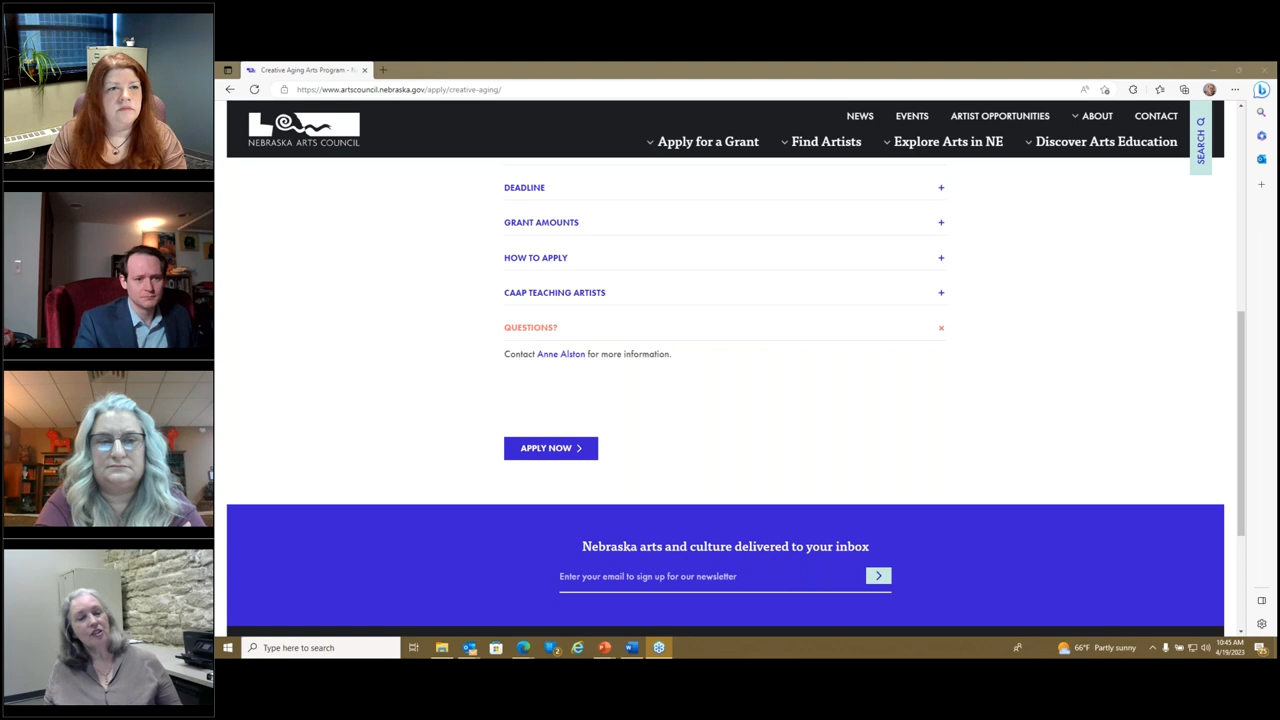 Creative Aging Arts Program - N
https://www.artscouncil.nebraska.gov/apply/creative-aging/
NEBRASKA ARTS COUNCIL
NEWS
EVENTS
ARTIST OPPORTUNITIES
ABOUT
CONTACT
Apply for a Grant
Find Artists
Explore Arts in NE
Discover Arts Education
SEARCH
DEADLINE
GRANT AMOUNTS
HOW TO APPLY
CAAP TEACHING ARTISTS
QUESTIONS?
Contact Anne Alston for more information.
APPLY NOW
Nebraska arts and culture delivered to your inbox
Enter your email to sign up for our newsletter
Type here to search
66°F Partly sunny
10:45 AM
4/19/2023